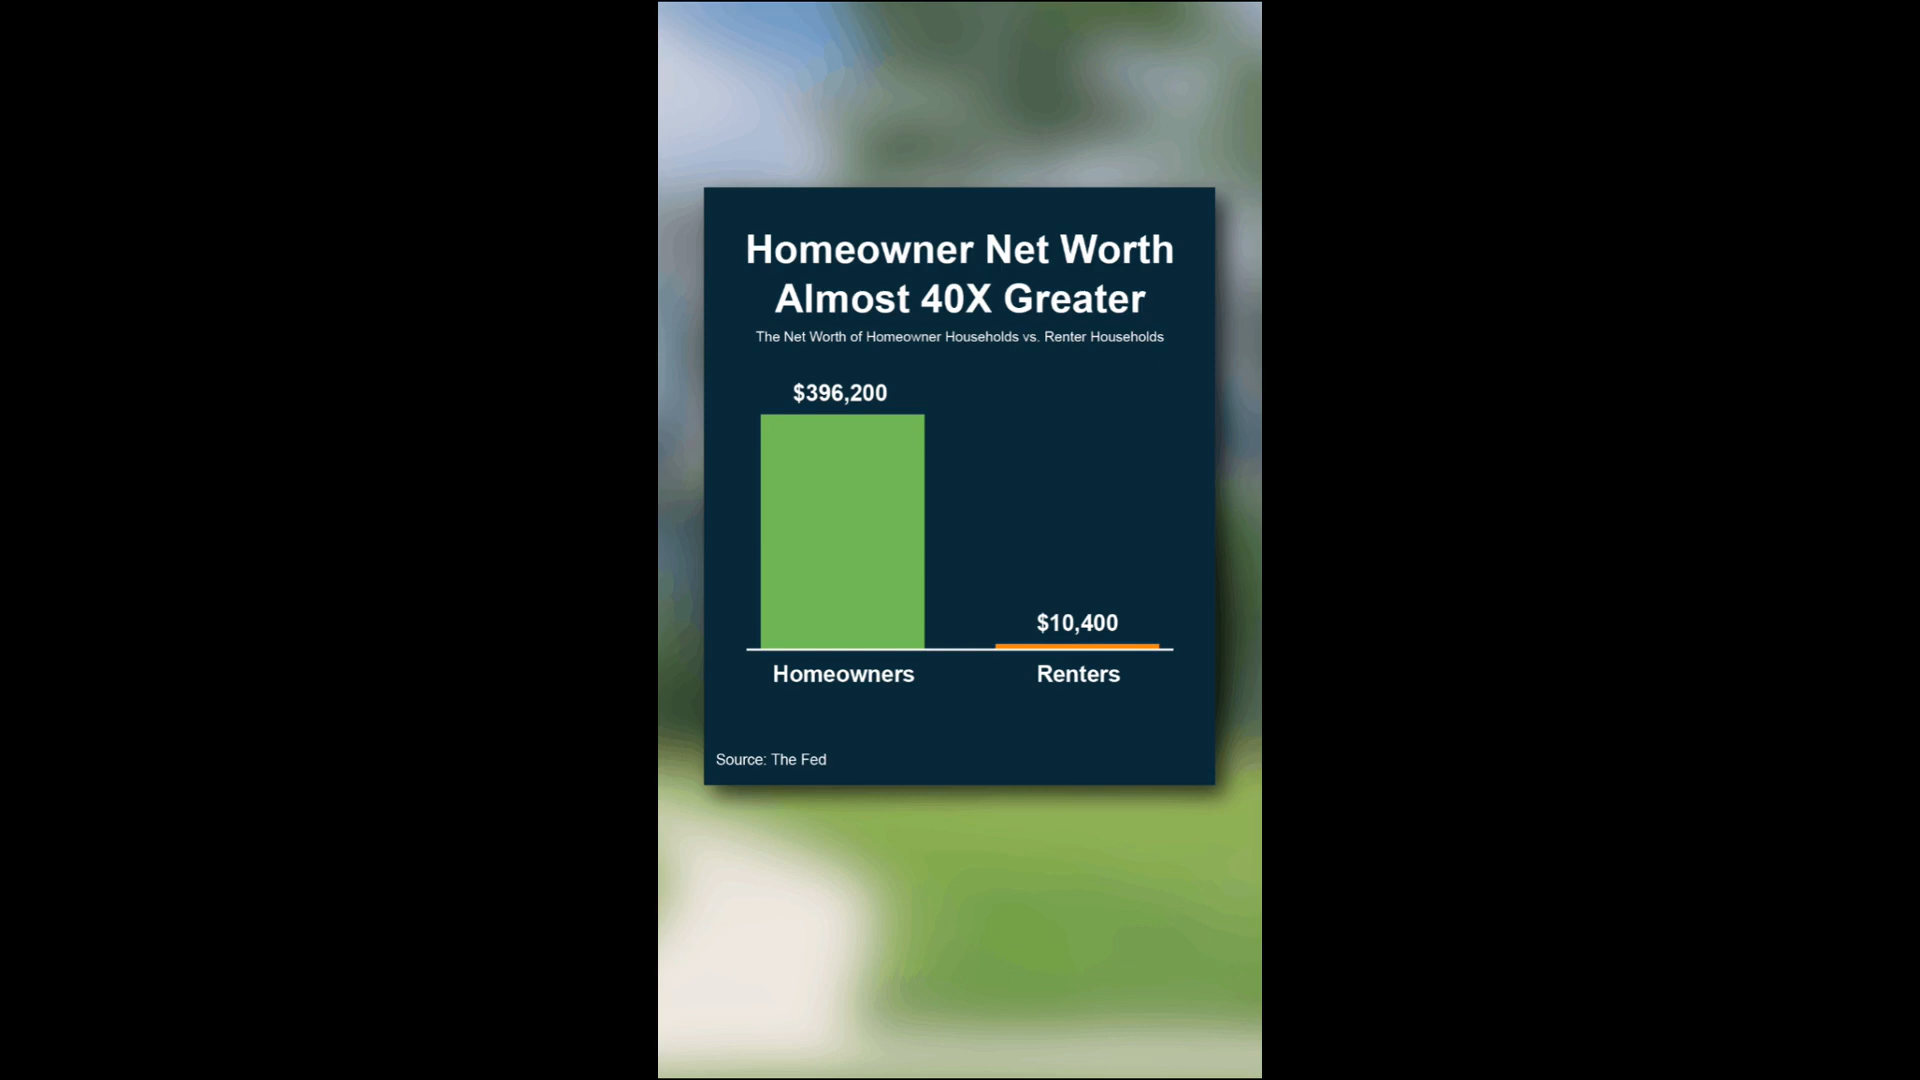 Homeowner Net Worth
Almost 40X Greater
The Net Worth of Homeowner Households vs. Renter Households
$396,200
$10,400
Homeowners
Renters
Source: The Fed